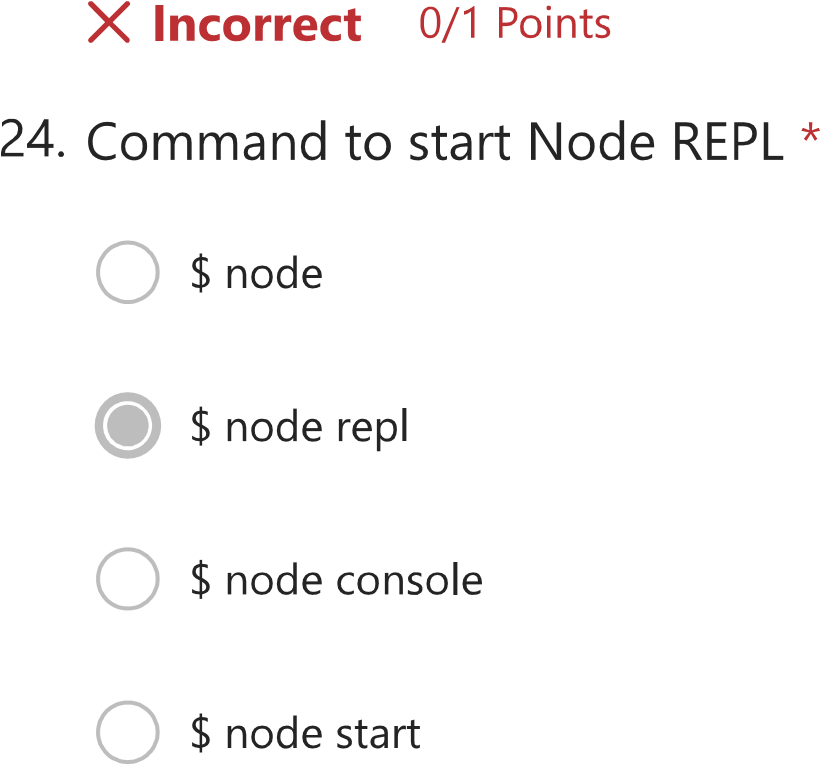 Incorrect 0/1 Points
24. Command to start Node REPL *
$ node
$ node repl
$ node console
$ node start